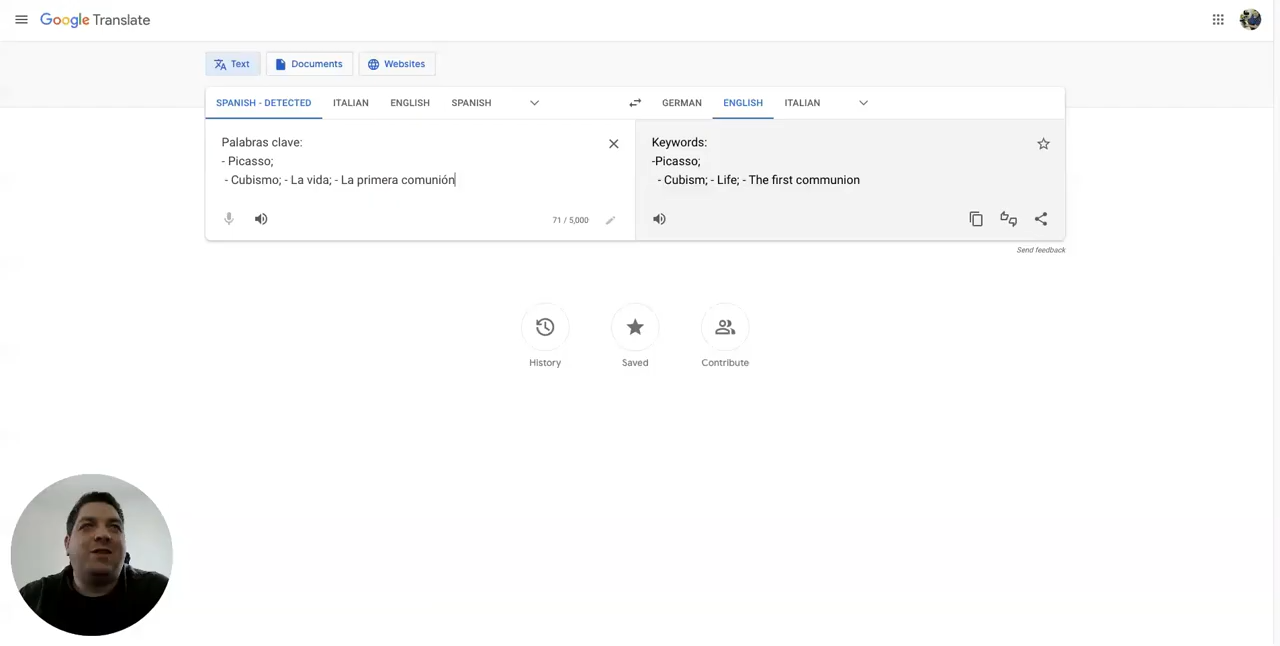 Google Translate
Text
Documents
Websites
SPANISH - DETECTED ITALIAN ENGLISH SPANISH
GERMAN ENGLISH ITALIAN
Palabras clave:
- Picasso;
- Cubismo; - La vida; - La primera comunión
71 / 5,000
Keywords:
-Picasso;
- Cubism; - Life; - The first communion
Send feedback
History
Saved
Contribute